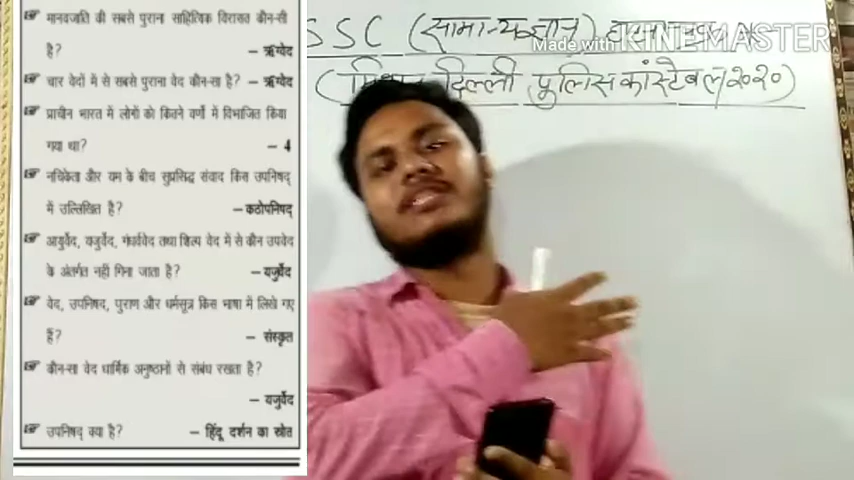 मानवजाति की सबसे पुराना साहित्यिक विरासत कौन-सी
है? – ऋग्वेद
चार वेदों में से सबसे पुराना वेद कौन-सा है? – ऋग्वेद
प्राचीन भारत में लोगों को कितने वर्णों में विभाजित किया
गया था? – 4
नचिकेता और यम के बीच सुप्रसिद्ध संवाद किस उपनिषद्
में उल्लिखित है? – कठोपनिषद्
आयुर्वेद, यजुर्वेद, गंधर्ववेद तथा शिल्प वेद में से कौन उपवेद
के अंतर्गत नहीं गिना जाता है? – यजुर्वेद
वेद, उपनिषद, पुराण और धर्मसूत्र किस भाषा में लिखे गए
हैं? – संस्कृत
कौन-सा वेद धार्मिक अनुष्ठानों से संबंध रखता है?
– यजुर्वेद
उपनिषद् क्या है? – हिंदू दर्शन का स्रोत
SSC (सामान्यज्ञान)
Made with KINEMASTER
दिल्ली पुलिस कांस्टेबल २०२०)